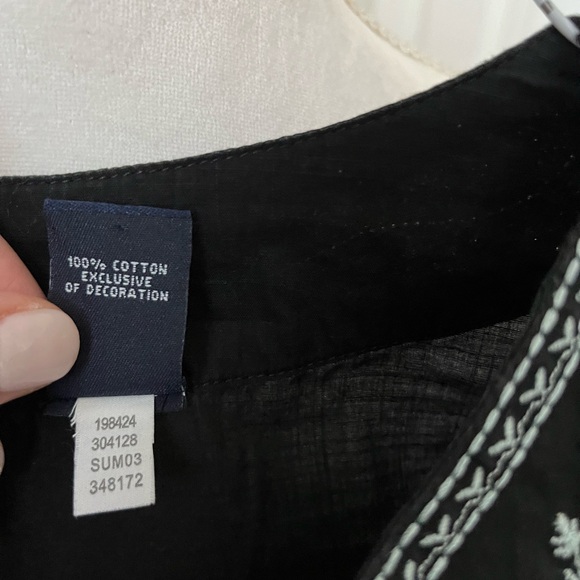 100% COTTON
EXCLUSIVE
OF DECORATION
198424
304128
SUM03
348172